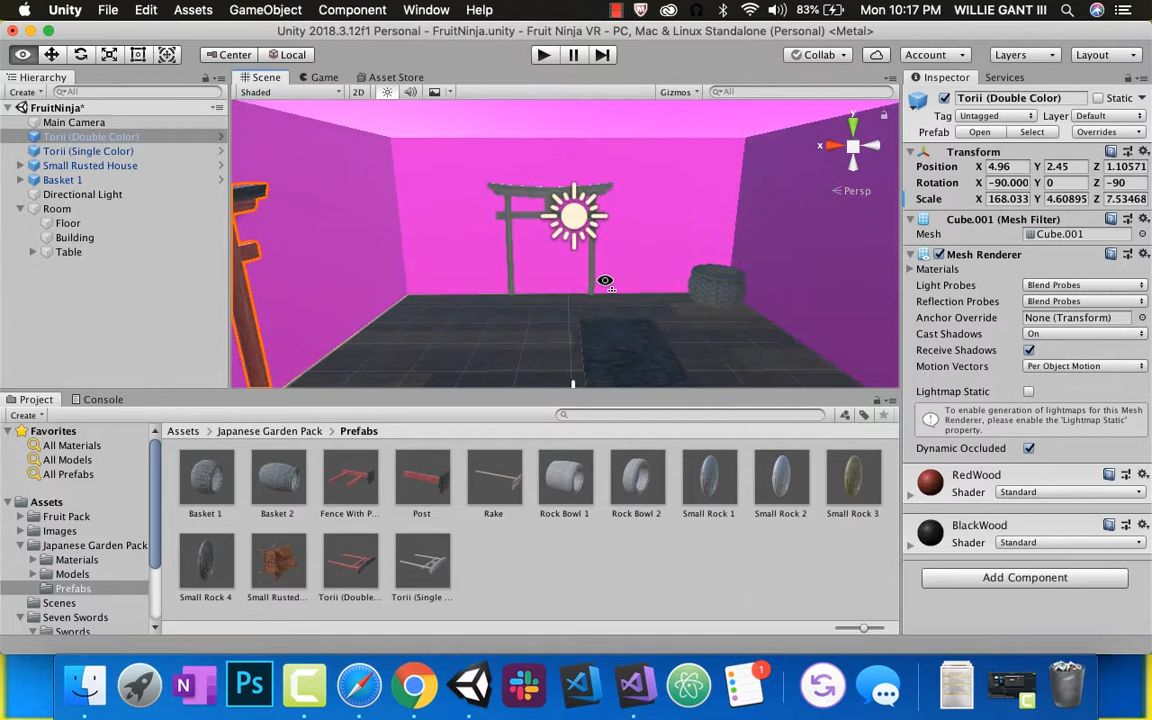 Unity File Edit Assets GameObject Component Window Help 83% Mon 10:17 PM WILLIE GANT III
Unity 2018.3.12f1 Personal - FruitNinja.unity - Fruit Ninja VR - PC, Mac & Linux Standalone (Personal) <Metal>
Center Local Collab Account Layers Layout
Hierarchy Scene Game Asset Store Inspector Services
Create All Shaded 2D Gizmos All Torii (Double Color) Static
FruitNinja*
Tag Untagged Layer Default
Main Camera
Prefab Open Select Overrides
Torii (Double Color)
Torii (Single Color)
Small Rusted House
Basket 1
Directional Light
Room
Floor
Building
Table
y
x
Persp
Transform
Position X 4.96 Y 2.45 Z 1.10571
Rotation X -90.000 Y 0 Z -90
Scale X 168.033 Y 4.60895 Z 7.53468
Cube.001 (Mesh Filter)
Mesh Cube.001
Mesh Renderer
Materials
Light Probes Blend Probes
Reflection Probes Blend Probes
Anchor Override None (Transform)
Cast Shadows On
Receive Shadows
Motion Vectors Per Object Motion
Lightmap Static
To enable generation of lightmaps for this Mesh
Renderer, please enable the 'Lightmap Static'
property.
Dynamic Occluded
RedWood
Shader Standard
BlackWood
Shader Standard
Add Component
Project Console
Create
Favorites
All Materials
All Models
All Prefabs
Assets
Fruit Pack
Images
Japanese Garden Pack
Materials
Models
Prefabs
Scenes
Seven Swords
Swords
Assets Japanese Garden Pack Prefabs
Basket 1 Basket 2 Fence With P... Post Rake Rock Bowl 1 Rock Bowl 2 Small Rock 1 Small Rock 2 Small Rock 3
Small Rock 4 Small Rusted... Torii (Double... Torii (Single ...
N Ps C 1